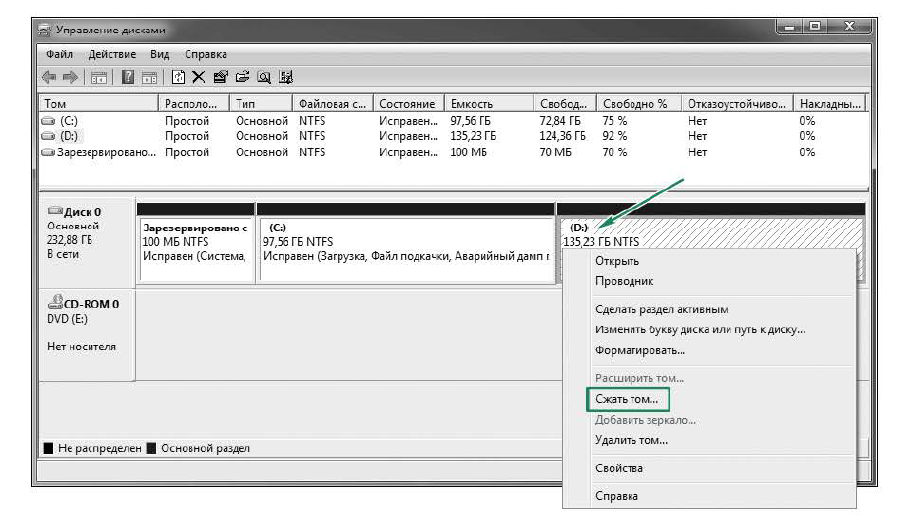 Управление дисками
Файл Действие Вид Справка
Том Располо... Тип Файловая с... Состояние Емкость Свобод... Свободно % Отказоустойчиво... Накладны...
(C:) Простой Основной NTFS Исправен... 97,56 ГБ 72,84 ГБ 75 % Нет 0%
(D:) Простой Основной NTFS Исправен... 135,23 ГБ 124,36 ГБ 92 % Нет 0%
Зарезервировано... Простой Основной NTFS Исправен... 100 МБ 70 МБ 70 % Нет 0%
Диск 0
Основной
232,88 ГБ
В сети
Зарезервировано с
100 МБ NTFS
Исправен (Система,
(C:)
97,56 ГБ NTFS
Исправен (Загрузка, Файл подкачки, Аварийный дамп п
(D:)
135,23 ГБ NTFS
CD-ROM 0
DVD (E:)
Нет носителя
Открыть
Проводник
Сделать раздел активным
Изменить букву диска или путь к диску...
Форматировать...
Расширить том...
Сжать том...
Добавить зеркало...
Удалить том...
Свойства
Справка
Не распределен Основной раздел